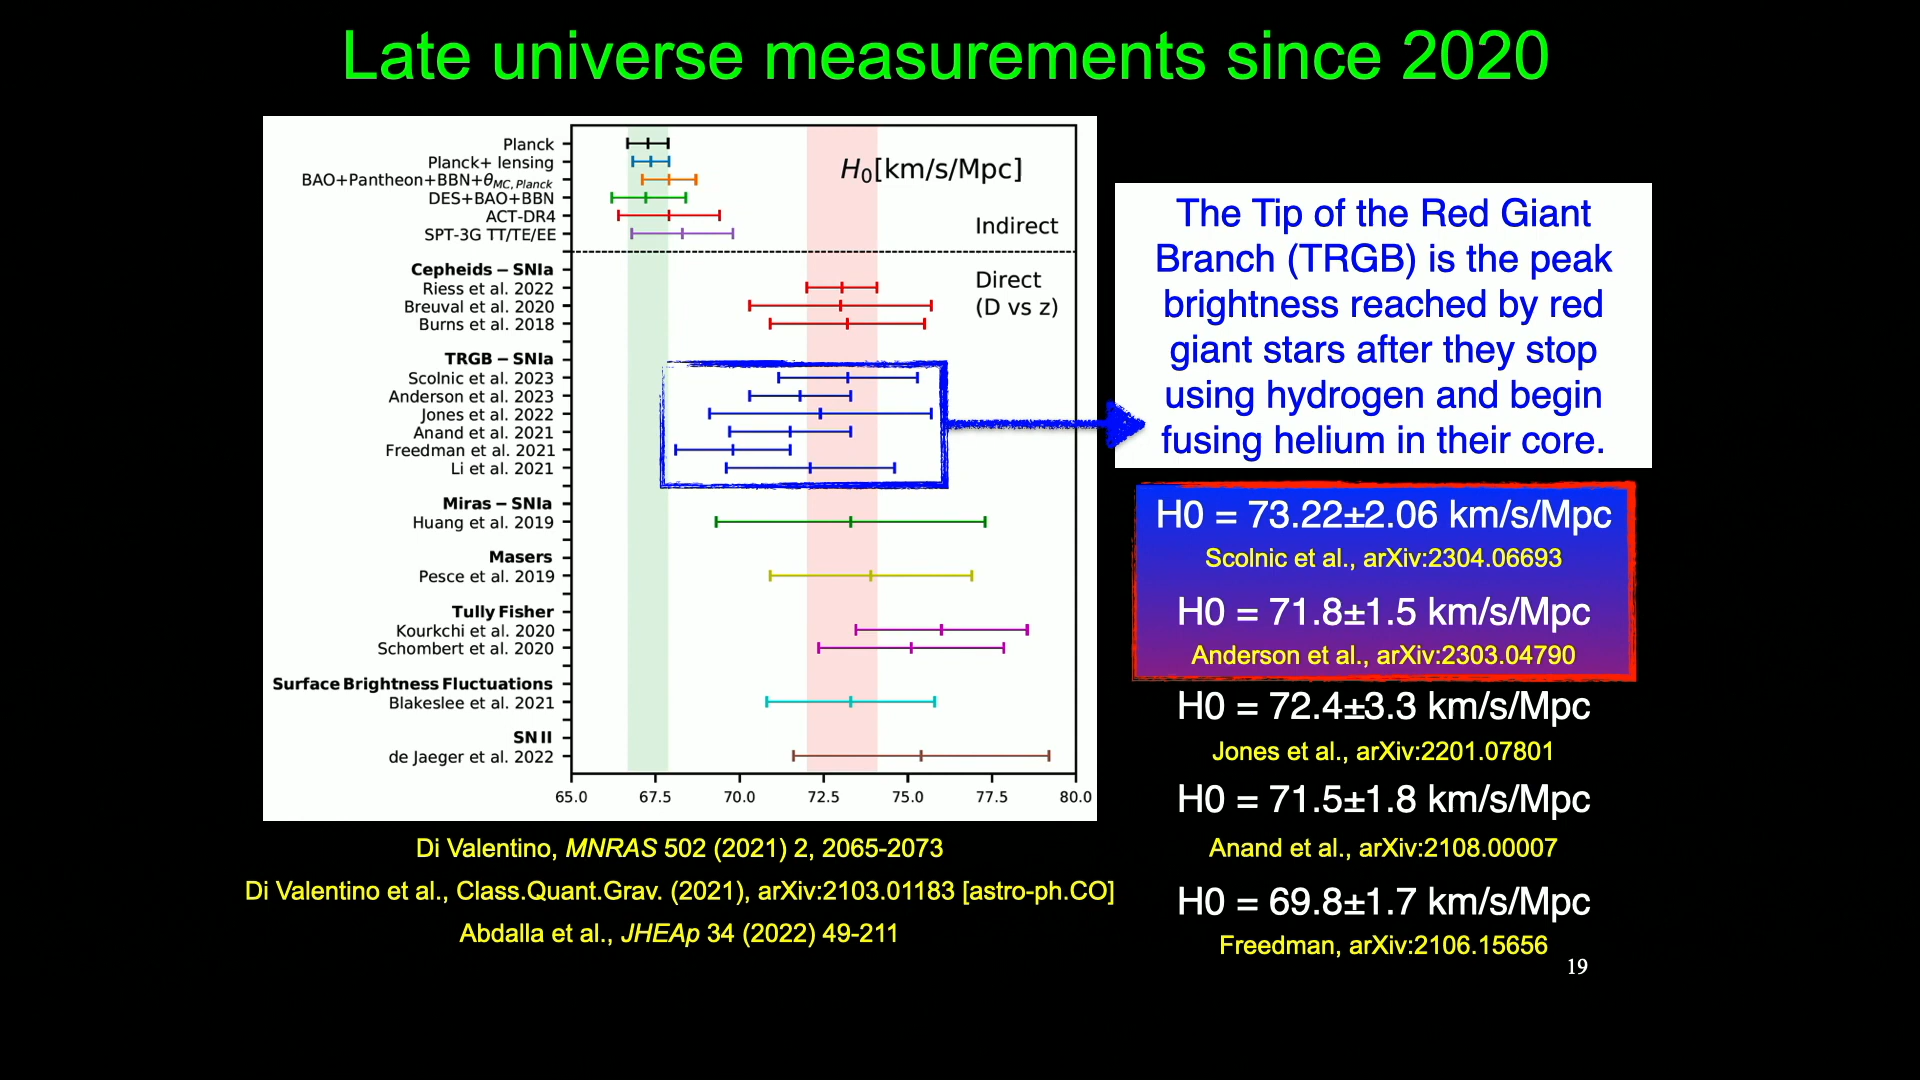 Late universe measurements since 2020
Planck
Planck+ lensing
BAO+Pantheon+BBN+θMC,Planck
DES+BAO+BBN
ACT-DR4
SPT-3G TT/TE/EE
H0[km/s/Mpc]
Indirect
Cepheids – SNIa
Riess et al. 2022
Breuval et al. 2020
Burns et al. 2018
Direct
(D vs z)
TRGB – SNIa
Scolnic et al. 2023
Anderson et al. 2023
Jones et al. 2022
Anand et al. 2021
Freedman et al. 2021
Li et al. 2021
Miras – SNIa
Huang et al. 2019
Masers
Pesce et al. 2019
Tully Fisher
Kourkchi et al. 2020
Schombert et al. 2020
Surface Brightness Fluctuations
Blakeslee et al. 2021
SN II
de Jaeger et al. 2022
65.0 67.5 70.0 72.5 75.0 77.5 80.0
Di Valentino, MNRAS 502 (2021) 2, 2065-2073
Di Valentino et al., Class.Quant.Grav. (2021), arXiv:2103.01183 [astro-ph.CO]
Abdalla et al., JHEAp 34 (2022) 49-211
The Tip of the Red Giant
Branch (TRGB) is the peak
brightness reached by red
giant stars after they stop
using hydrogen and begin
fusing helium in their core.
H0 = 73.22±2.06 km/s/Mpc
Scolnic et al., arXiv:2304.06693
H0 = 71.8±1.5 km/s/Mpc
Anderson et al., arXiv:2303.04790
H0 = 72.4±3.3 km/s/Mpc
Jones et al., arXiv:2201.07801
H0 = 71.5±1.8 km/s/Mpc
Anand et al., arXiv:2108.00007
H0 = 69.8±1.7 km/s/Mpc
Freedman, arXiv:2106.15656
19